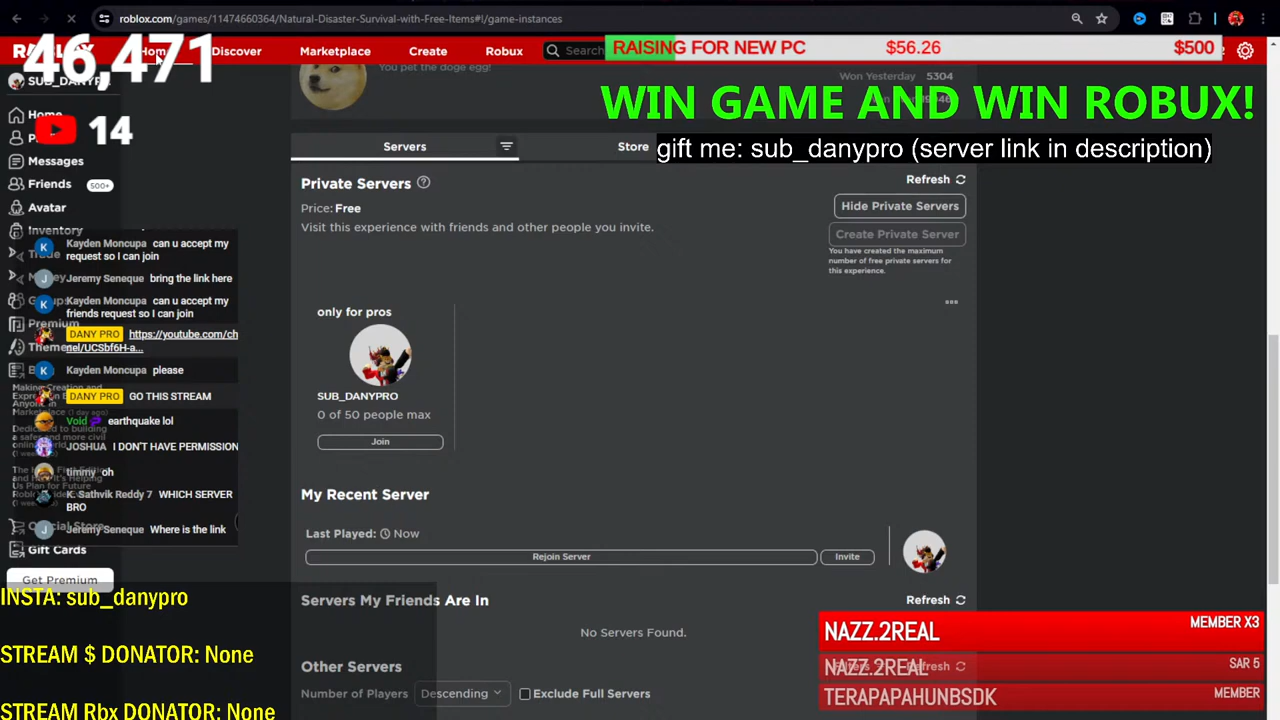 roblox.com/games/11474660364/Natural-Disaster-Survival-with-Free-Items#!/game-instances
46,471
14
Discover
Marketplace
Create
Robux
Search
RAISING FOR NEW PC
$56.26
$500
WIN GAME AND WIN ROBUX!
gift me: sub_danypro (server link in description)
You pet the doge egg!
Won Yesterday 5304
SUB_DANYPRO
Home
Messages
Friends
500+
Avatar
Inventory
Kayden Moncupa can u accept my
request so I can join
Jeremy Seneque bring the link here
Kayden Moncupa can u accept my
friends request so I can join
DANY PRO https://youtube.com/ch
nel/UCSbf6H-a...
Kayden Moncupa please
DANY PRO GO THIS STREAM
Void earthquake lol
JOSHUA I DON'T HAVE PERMISSION
timmy oh
K. Sathvik Reddy 7 WHICH SERVER
BRO
Jeremy Seneque Where is the link
Gift Cards
Get Premium
INSTA: sub_danypro
STREAM $ DONATOR: None
STREAM Rbx DONATOR: None
Servers
Store
Private Servers
Refresh
Price: Free
Visit this experience with friends and other people you invite.
Hide Private Servers
Create Private Server
You have created the maximum
number of free private servers for
this experience.
only for pros
SUB_DANYPRO
0 of 50 people max
Join
My Recent Server
Last Played: Now
Rejoin Server
Invite
Servers My Friends Are In
Refresh
No Servers Found.
Other Servers
Refresh
Number of Players
Descending
Exclude Full Servers
NAZZ.2REAL
MEMBER X3
NAZZ.2REAL
SAR 5
TERAPAPAHUNBSDK
MEMBER